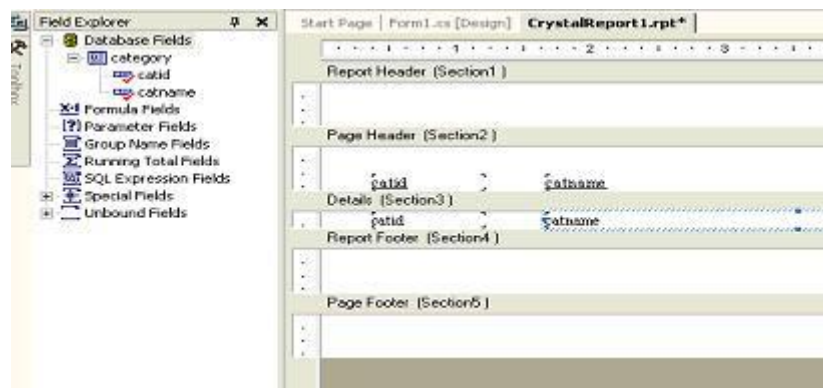 Field Explorer
Database Fields
category
catid
catname
Formula Fields
Parameter Fields
Group Name Fields
Running Total Fields
SQL Expression Fields
Special Fields
Unbound Fields
Toolbox
Start Page | Form1.cs [Design] CrystalReport1.rpt*
1 2 3
Report Header (Section1 )
Page Header (Section2 )
catid catname
Details (Section3 )
catid catname
Report Footer (Section4 )
Page Footer (Section5 )